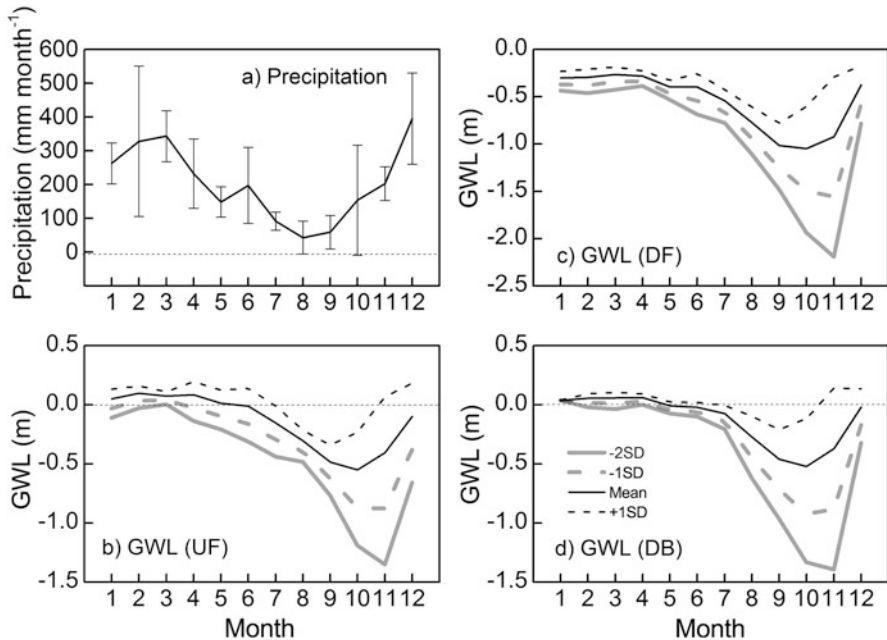 a) Precipitation
Precipitation (mm month-1)
600
500
400
300
200
100
0
1 2 3 4 5 6 7 8 9 10 11 12
c) GWL (DF)
GWL (m)
0.0
-0.5
-1.0
-1.5
-2.0
-2.5
1 2 3 4 5 6 7 8 9 10 11 12
b) GWL (UF)
GWL (m)
0.5
0.0
-0.5
-1.0
-1.5
1 2 3 4 5 6 7 8 9 10 11 12
Month
d) GWL (DB)
GWL (m)
0.5
0.0
-0.5
-1.0
-1.5
-2SD
-1SD
Mean
+1SD
1 2 3 4 5 6 7 8 9 10 11 12
Month